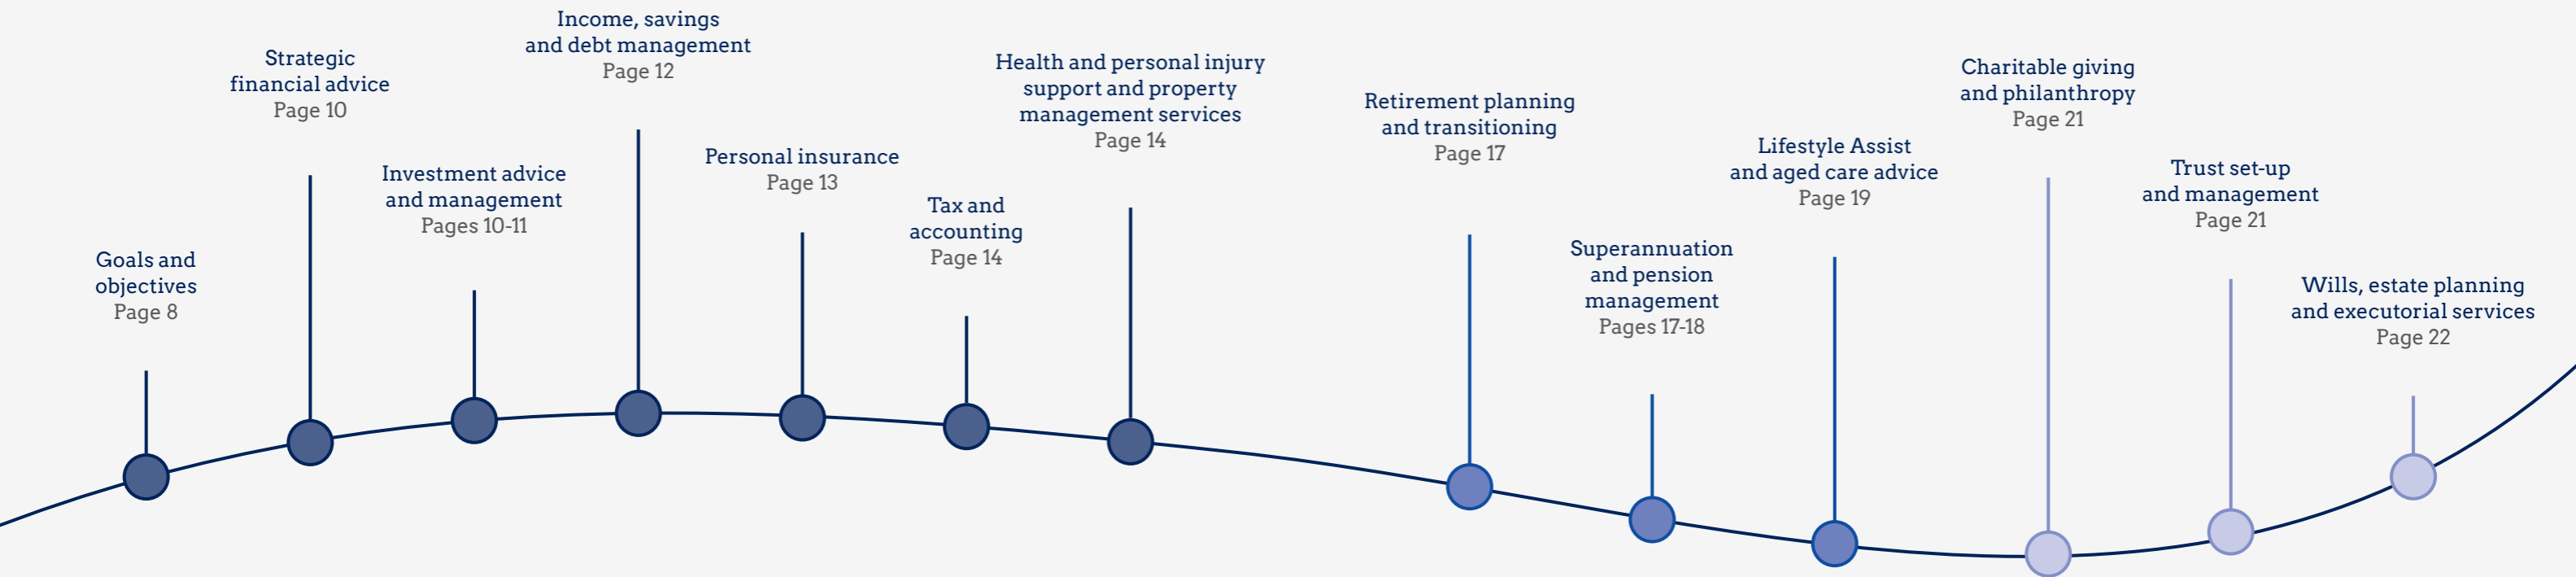 Goals and
objectives
Page 8
Strategic
financial advice
Page 10
Investment advice
and management
Pages 10-11
Income, savings
and debt management
Page 12
Personal insurance
Page 13
Tax and
accounting
Page 14
Health and personal injury
support and property
management services
Page 14
Retirement planning
and transitioning
Page 17
Superannuation
and pension
management
Pages 17-18
Lifestyle Assist
and aged care advice
Page 19
Charitable giving
and philanthropy
Page 21
Trust set-up
and management
Page 21
Wills, estate planning
and executorial services
Page 22